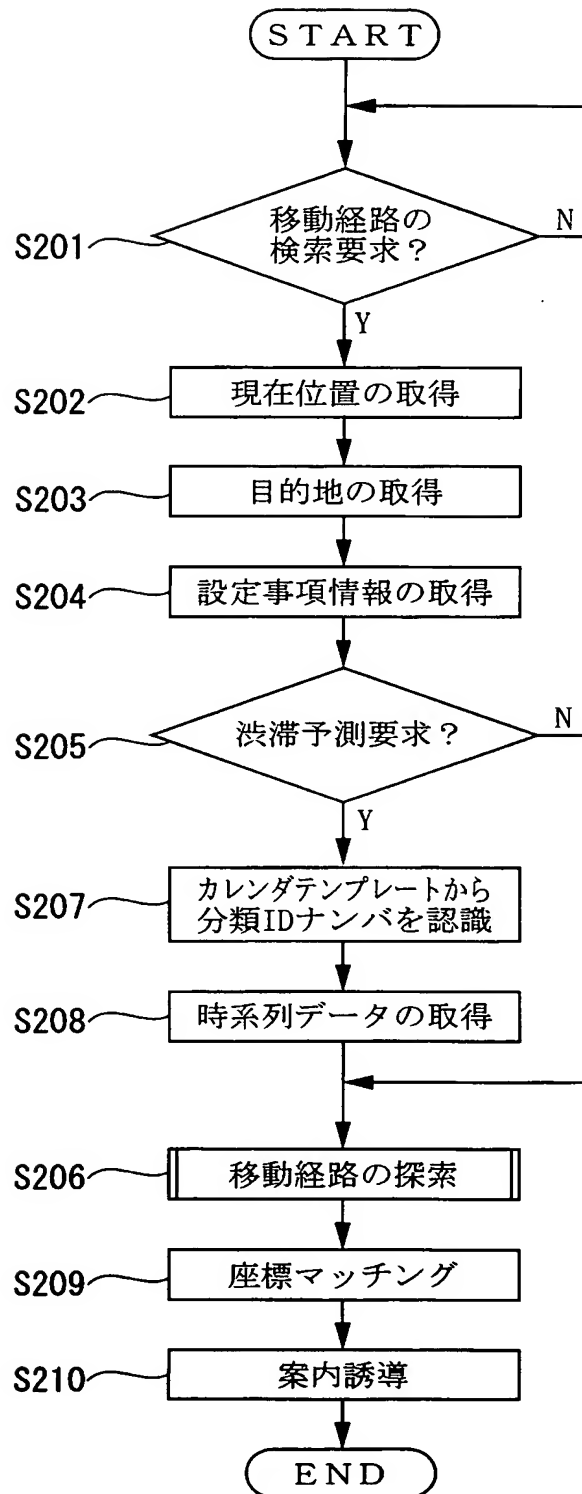 START
S201
移動経路の
検索要求？
N
Y
S202
現在位置の取得
S203
目的地の取得
S204
設定事項情報の取得
S205
渋滞予測要求？
N
Y
S207
カレンダテンプレートから
分類IDナンバを認識
S208
時系列データの取得
S206
移動経路の探索
S209
座標マッチング
S210
案内誘導
END